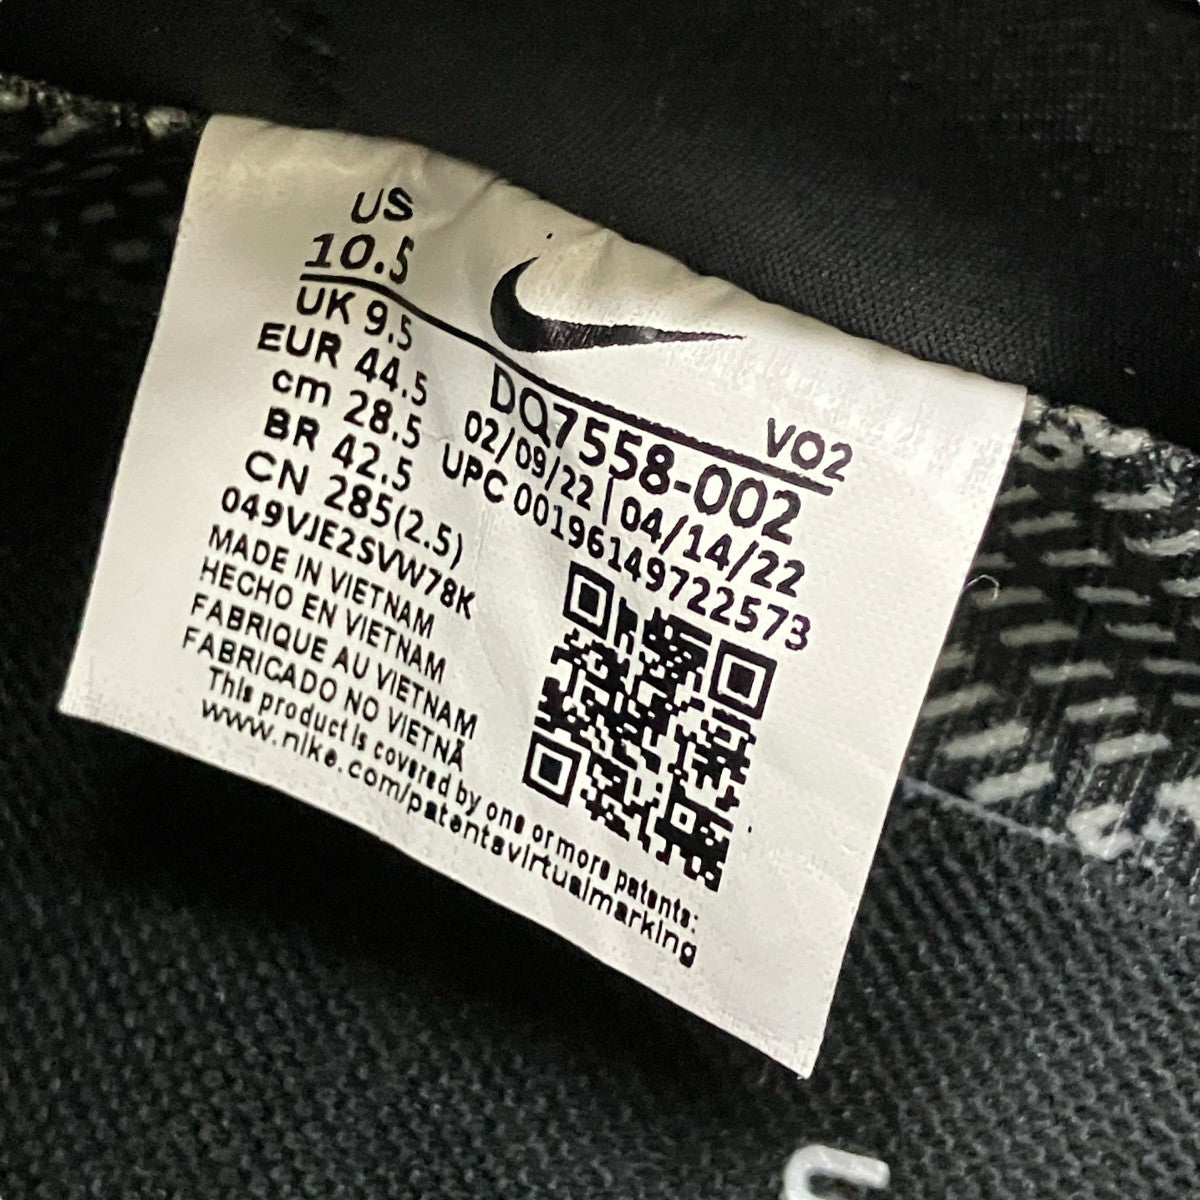 US
10.5
UK 9.5
EUR 44.5
cm 28.5
BR 42.5
CN 285(2.5)
049VJE2SVW78K
MADE IN VIETNAM
HECHO EN VIETNAM
FABRIQUE AU VIETNAM
FABRICADO NO VIETNÃ
This product is covered by one or more patents:
www.nike.com/patentsvirtualmarking
VO2
DQ7558-002
02/09/22 | 04/14/22
UPC 00196149722573